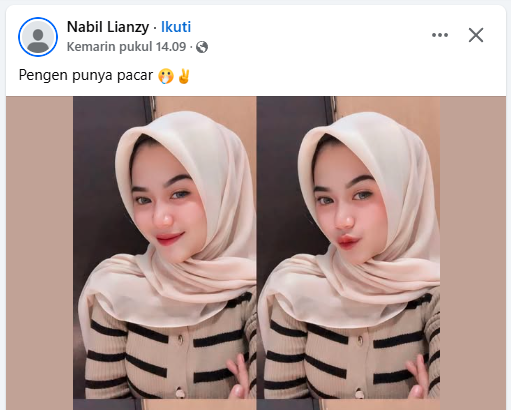 Nabil Lianzy · Ikuti
Kemarin pukul 14.09 ·
Pengen punya pacar 🫣✌️